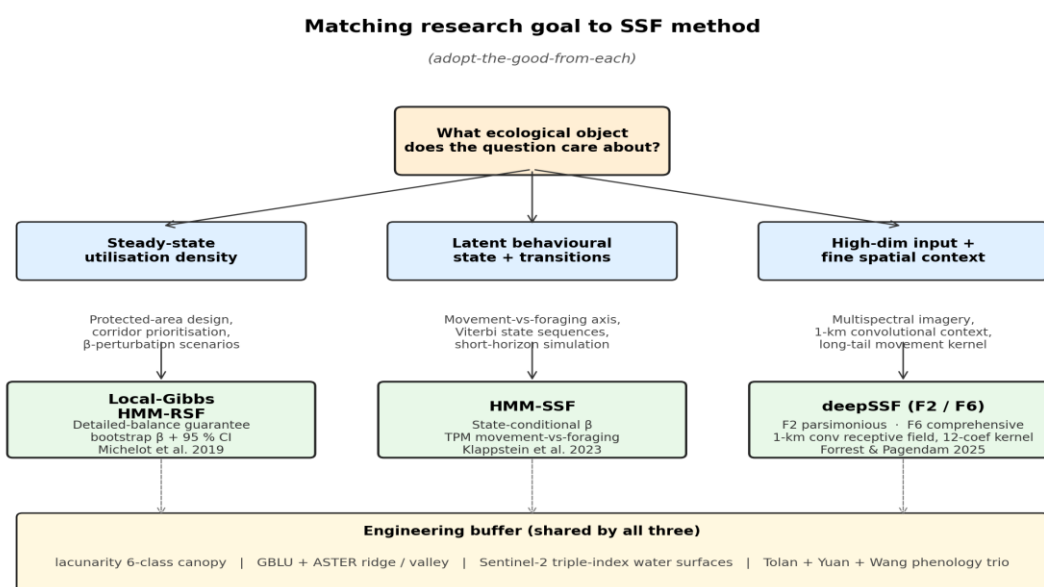 Matching research goal to SSF method
(adopt-the-good-from-each)
What ecological object
does the question care about?
Steady-state
utilisation density
Latent behavioural
state + transitions
High-dim input +
fine spatial context
Protected-area design,
corridor prioritisation,
β-perturbation scenarios
Movement-vs-foraging axis,
Viterbi state sequences,
short-horizon simulation
Multispectral imagery,
1-km convolutional context,
long-tail movement kernel
Local-Gibbs
HMM-RSF
Detailed-balance guarantee
bootstrap β + 95 % CI
Michelot et al. 2019
HMM-SSF
State-conditional β
TPM movement-vs-foraging
Klappstein et al. 2023
deepSSF (F2 / F6)
F2 parsimonious · F6 comprehensive
1-km conv receptive field, 12-coef kernel
Forrest & Pagendam 2025
Engineering buffer (shared by all three)
lacunarity 6-class canopy | GBLU + ASTER ridge / valley | Sentinel-2 triple-index water surfaces | Tolan + Yuan + Wang phenology trio